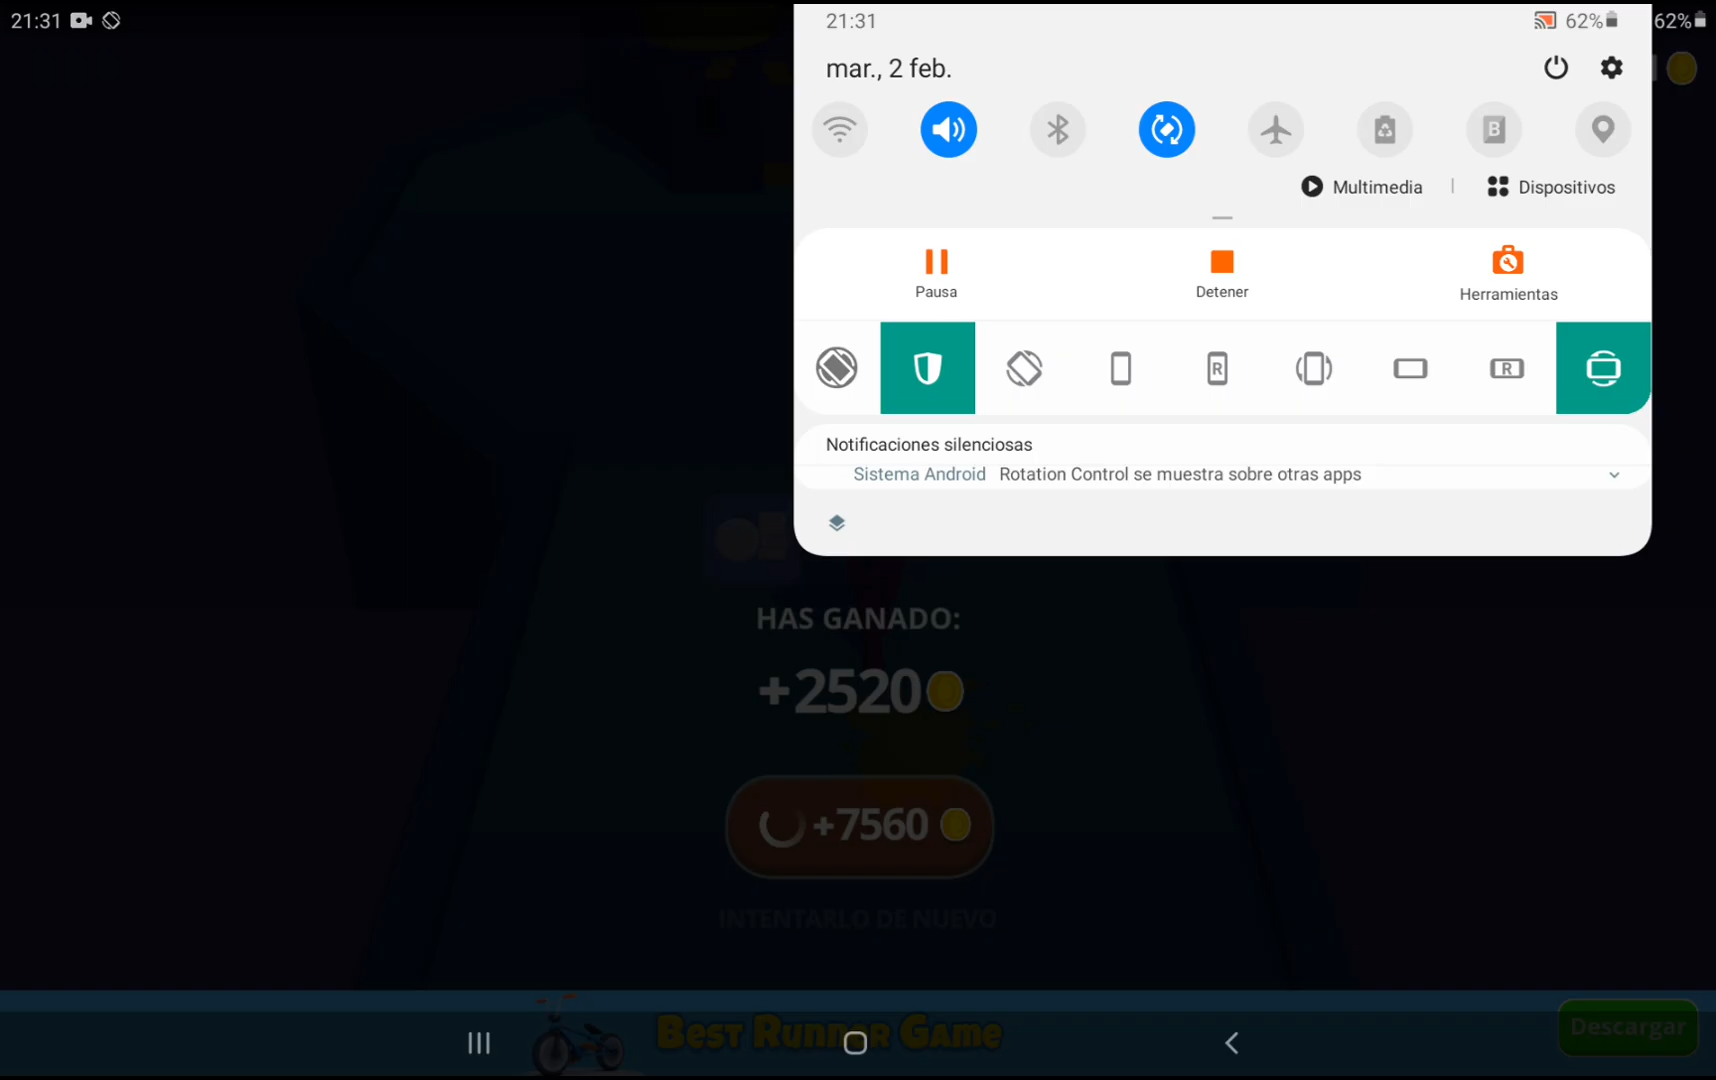 21:31
62%
21:31
62%
mar., 2 feb.
B
Multimedia | Dispositivos
Pausa
Detener
Herramientas
R
R
Notificaciones silenciosas
Sistema Android Rotation Control se muestra sobre otras apps
HAS GANADO:
+2520
+7560
INTENTARLO DE NUEVO
BEST RUNNER GAME
Descargar